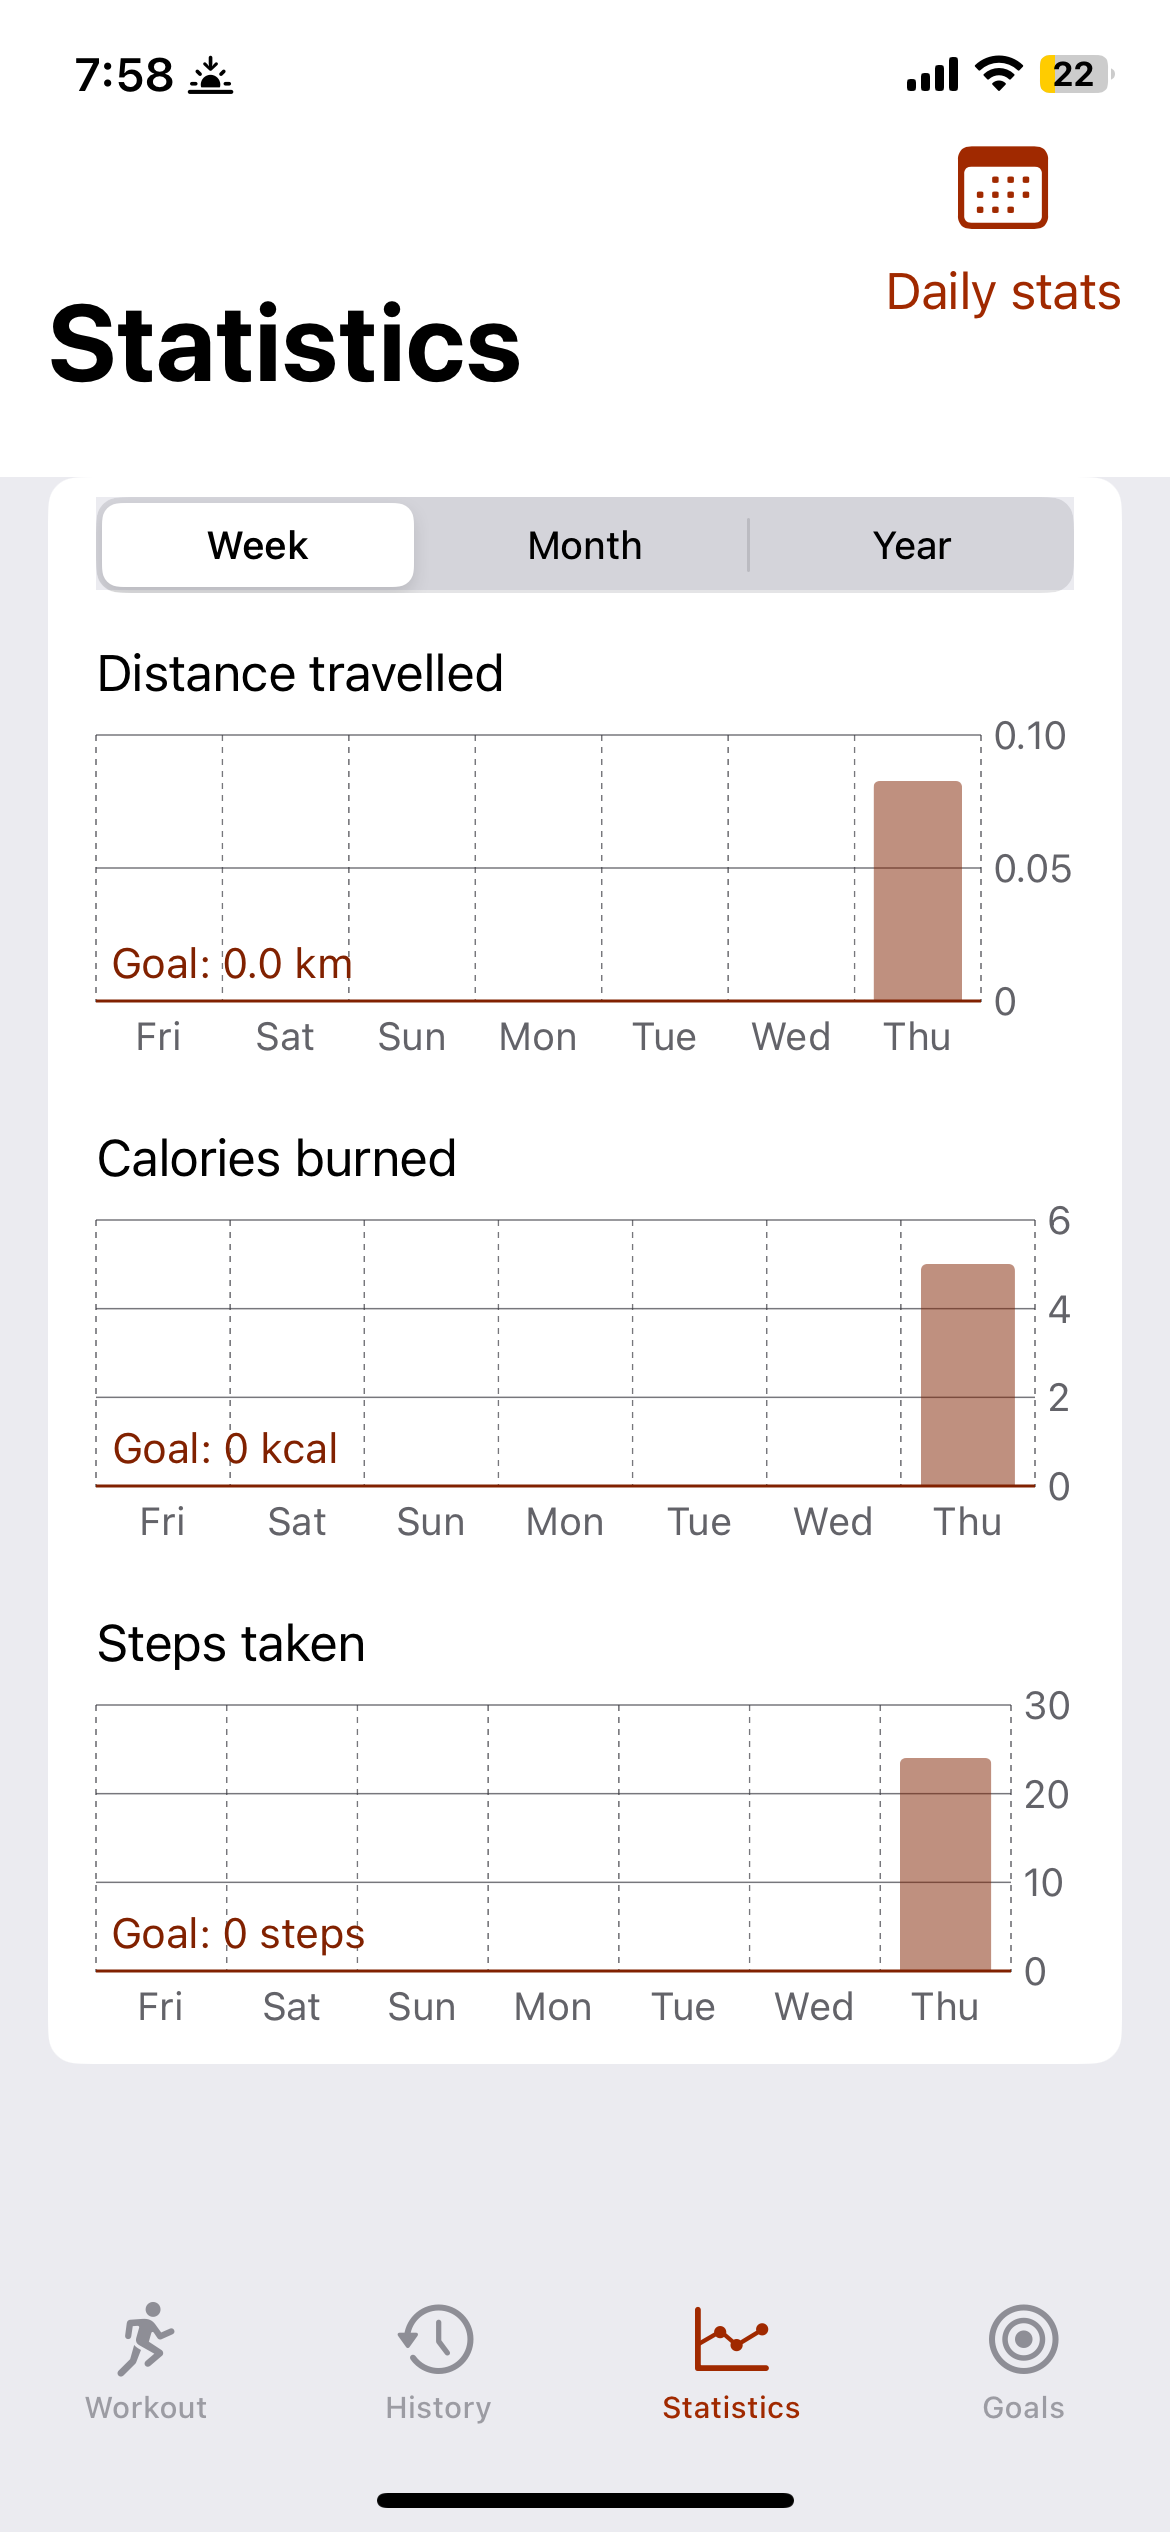 7:58
22
Daily stats
Statistics
Week Month Year
Distance travelled
0.10
0.05
Goal: 0.0 km
0
Fri Sat Sun Mon Tue Wed Thu
Calories burned
6
4
2
Goal: 0 kcal
0
Fri Sat Sun Mon Tue Wed Thu
Steps taken
30
20
10
Goal: 0 steps
0
Fri Sat Sun Mon Tue Wed Thu
Workout History Statistics Goals